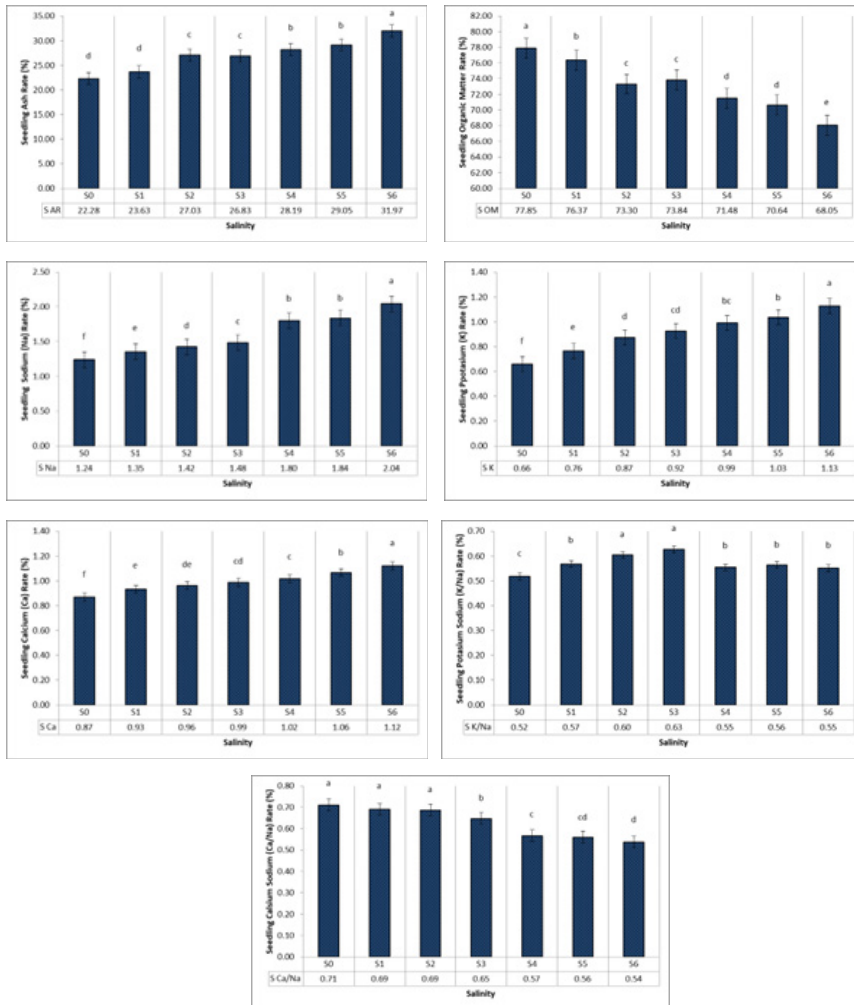 Seedling Ash Rate (%)
35.00
30.00
25.00
20.00
15.00
10.00
5.00
0.00
d d c c b b a
S0 S1 S2 S3 S4 S5 S6
S AR 22.28 23.63 27.03 26.83 28.19 29.05 31.97
Salinity
Seedling Organic Matter Rate (%)
82.00
80.00
78.00
76.00
74.00
72.00
70.00
68.00
66.00
64.00
62.00
60.00
a b c c d d e
S0 S1 S2 S3 S4 S5 S6
S OM 77.85 76.37 73.30 73.84 71.48 70.64 68.05
Salinity
Seedling Sodium (Na) Rate (%)
2.50
2.00
1.50
1.00
0.50
0.00
f e d c b b a
S0 S1 S2 S3 S4 S5 S6
S Na 1.24 1.35 1.42 1.48 1.80 1.84 2.04
Salinity
Seedling Ppotasium (K) Rate (%)
1.40
1.20
1.00
0.80
0.60
0.40
0.20
0.00
f e d cd bc b a
S0 S1 S2 S3 S4 S5 S6
S K 0.66 0.76 0.87 0.92 0.99 1.03 1.13
Salinity
Seedling Calcium (Ca) Rate (%)
1.40
1.20
1.00
0.80
0.60
0.40
0.20
0.00
f e de cd c b a
S0 S1 S2 S3 S4 S5 S6
S Ca 0.87 0.93 0.96 0.99 1.02 1.06 1.12
Salinity
Seedling Potasium Sodium (K/Na) Rate (%)
0.70
0.60
0.50
0.40
0.30
0.20
0.10
0.00
c b a a b b b
S0 S1 S2 S3 S4 S5 S6
S K/Na 0.52 0.57 0.60 0.63 0.55 0.56 0.55
Salinity
Seedling Calsium Sodium (Ca/Na) Rate (%)
0.80
0.70
0.60
0.50
0.40
0.30
0.20
0.10
0.00
a a a b c cd d
S0 S1 S2 S3 S4 S5 S6
S Ca/Na 0.71 0.69 0.69 0.65 0.57 0.56 0.54
Salinity